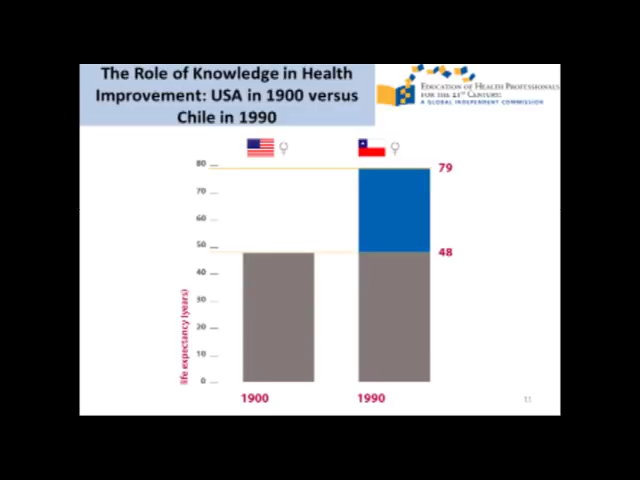 The Role of Knowledge in Health
Improvement: USA in 1900 versus
Chile in 1990
EDUCATION OF HEALTH PROFESSIONALS
FOR THE 21ST CENTURY:
A GLOBAL INDEPENDENT COMMISSION
80
79
70
60
50
48
40
30
20
10
0
life expectancy (years)
1900
1990
11